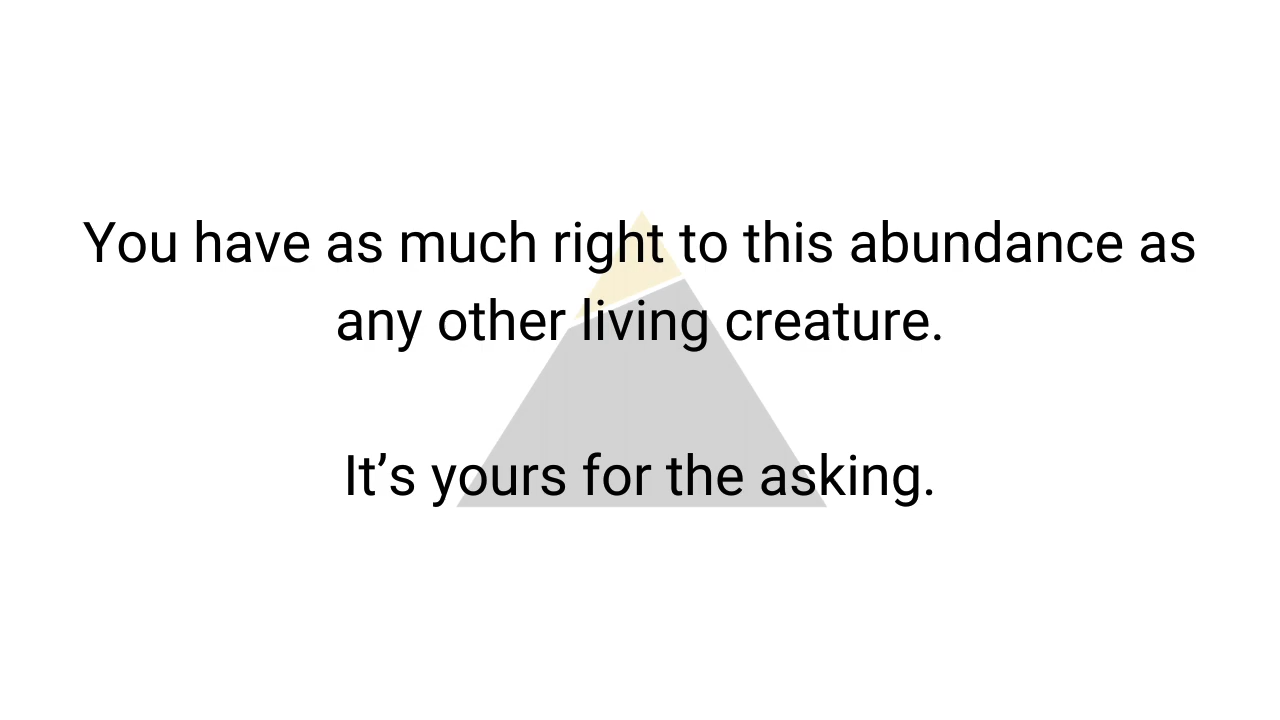 You have as much right to this abundance as
any other living creature.
It’s yours for the asking.